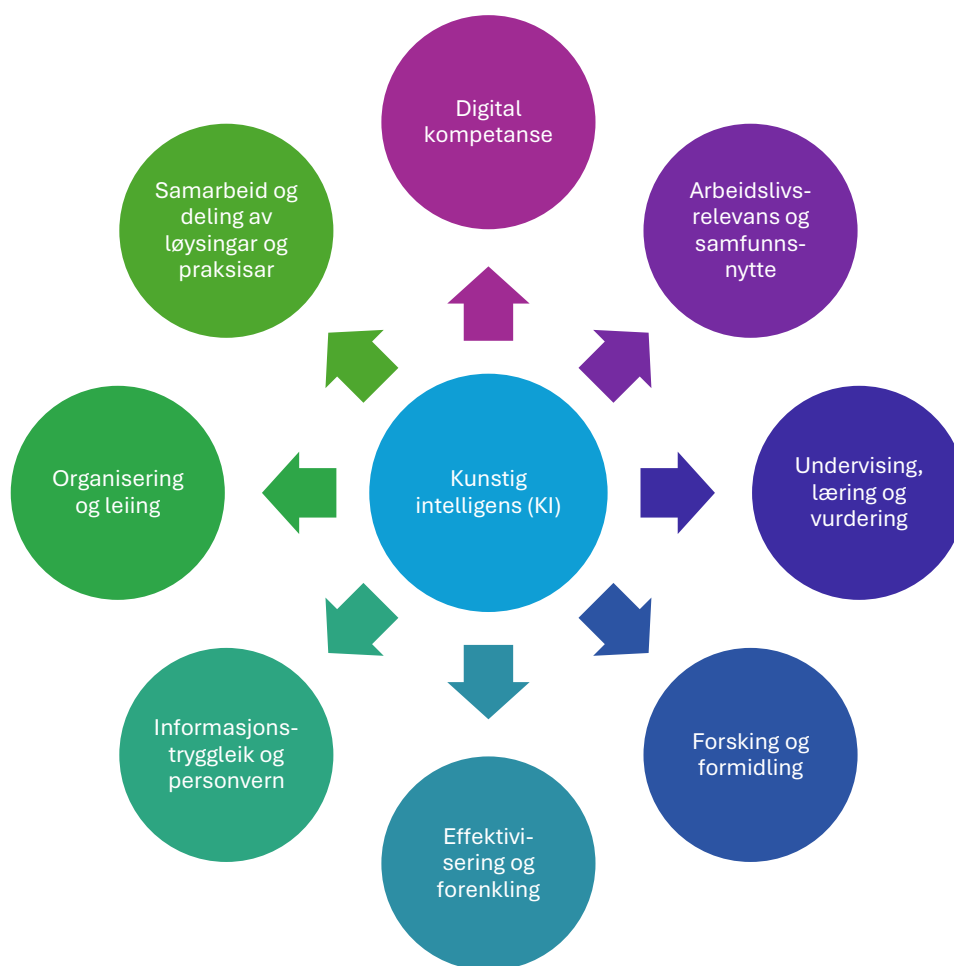 Digital
kompetanse
Arbeidslivs-
relevans og
samfunns-
nytte
Undervising,
læring og
vurdering
Forsking og
formidling
Effektivi-
sering og
forenkling
Informasjons-
tryggleik og
personvern
Organisering
og leiing
Samarbeid og
deling av
løysingar og
praksisar
Kunstig
intelligens (KI)